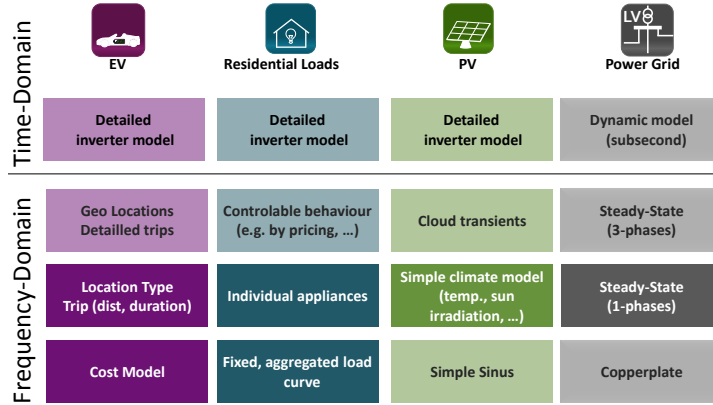 LV
EV
Residential Loads
PV
Power Grid
Time-Domain
Detailed
inverter model
Detailed
inverter model
Detailed
inverter model
Dynamic model
(subsecond)
Frequency-Domain
Geo Locations
Detailled trips
Controlable behaviour
(e.g. by pricing, ...)
Cloud transients
Steady-State
(3-phases)
Location Type
Trip (dist, duration)
Individual appliances
Simple climate model
(temp., sun
irradiation, ...)
Steady-State
(1-phases)
Cost Model
Fixed, aggregated load
curve
Simple Sinus
Copperplate